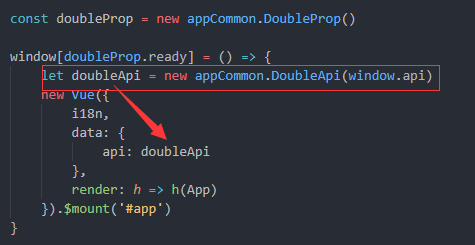 const doubleProp = new appCommon.DoubleProp()
window[doubleProp.ready] = () => {
let doubleApi = new appCommon.DoubleApi(window.api)
new Vue({
i18n,
data: {
api: doubleApi
},
render: h => h(App)
}).$mount('#app')
}